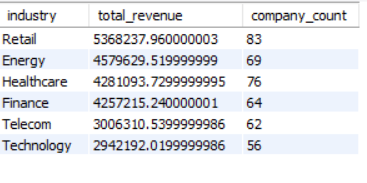 industry total_revenue company_count
Retail 5368237.960000003 83
Energy 4579629.519999999 69
Healthcare 4281093.7299999995 76
Finance 4257215.240000001 64
Telecom 3006310.5399999986 62
Technology 2942192.0199999986 56